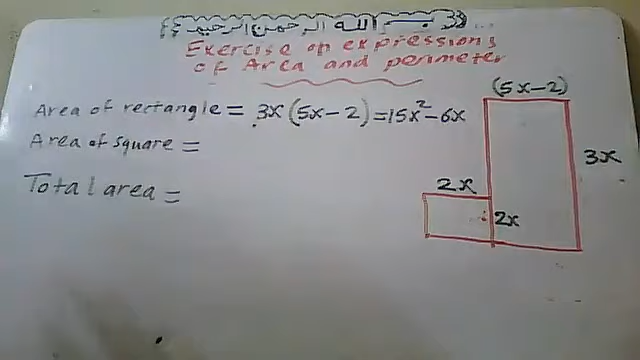 بسم الله الرحمن الرحيم
Exercise on expressions
of Area and perimeter
Area of rectangle = 3x(5x-2)=15x²-6x
Area of square =
Total area =
(5x-2)
3x
2x
2x